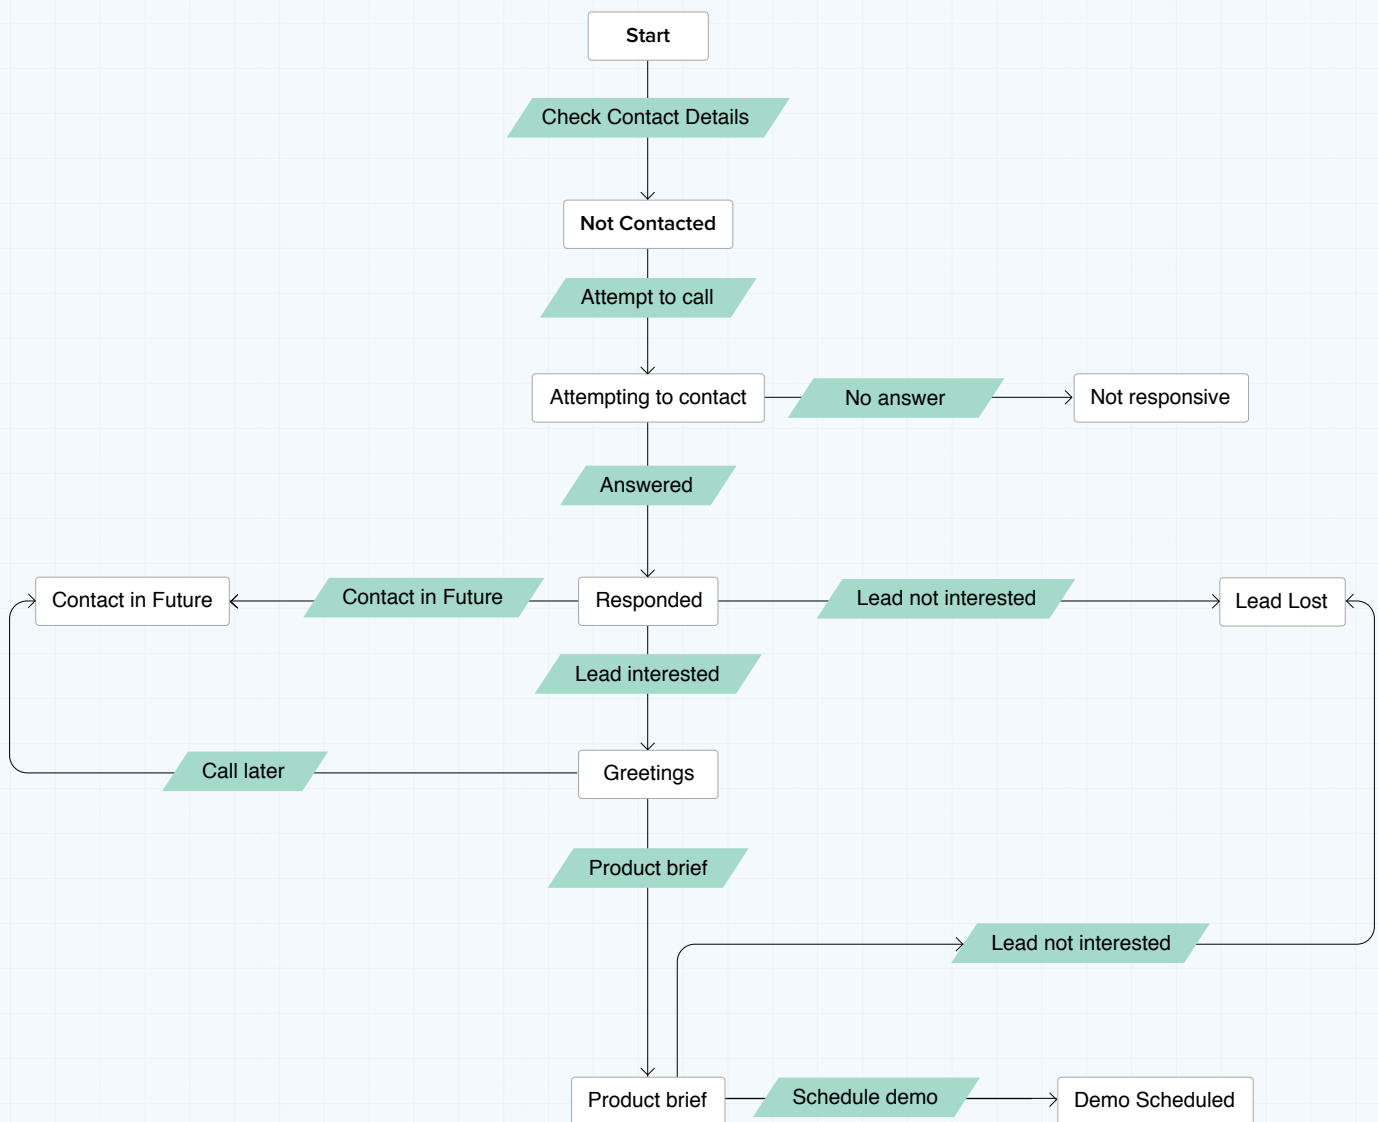 Start
Check Contact Details
Not Contacted
Attempt to call
Attempting to contact
No answer
Not responsive
Answered
Contact in Future
Contact in Future
Responded
Lead not interested
Lead Lost
Lead interested
Call later
Greetings
Product brief
Lead not interested
Product brief
Schedule demo
Demo Scheduled